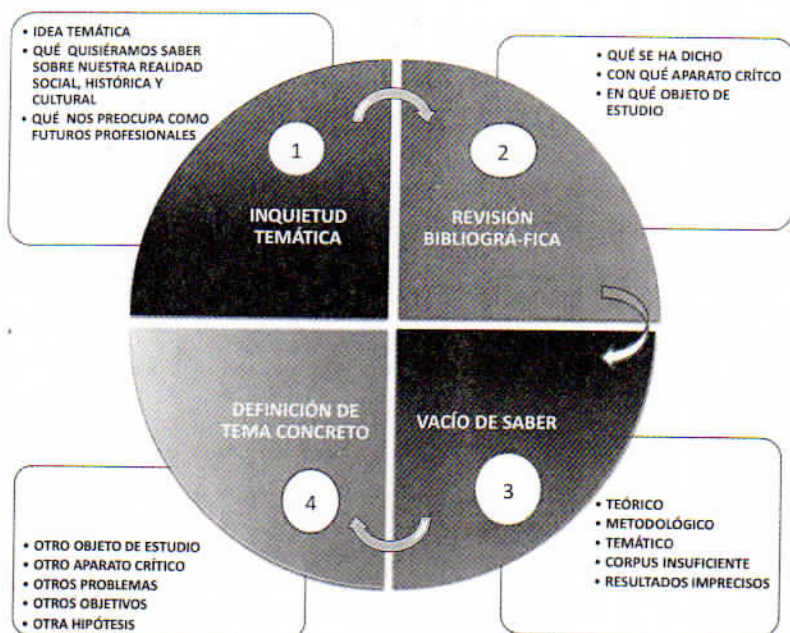 • IDEA TEMÁTICA
• QUÉ QUISIÉRAMOS SABER
SOBRE NUESTRA REALIDAD
SOCIAL, HISTÓRICA Y
CULTURAL
• QUÉ NOS PREOCUPA COMO
FUTUROS PROFESIONALES
1
INQUIETUD
TEMÁTICA
• QUÉ SE HA DICHO
• CON QUÉ APARATO CRÍTCO
• EN QUÉ OBJETO DE
ESTUDIO
2
REVISIÓN
BIBLIOGRÁ-FICA
VACÍO DE SABER
3
• TEÓRICO
• METODOLÓGICO
• TEMÁTICO
• CORPUS INSUFICIENTE
• RESULTADOS IMPRECISOS
DEFINICIÓN DE
TEMA CONCRETO
4
• OTRO OBJETO DE ESTUDIO
• OTRO APARATO CRÍTICO
• OTROS PROBLEMAS
• OTROS OBJETIVOS
• OTRA HIPÓTESIS